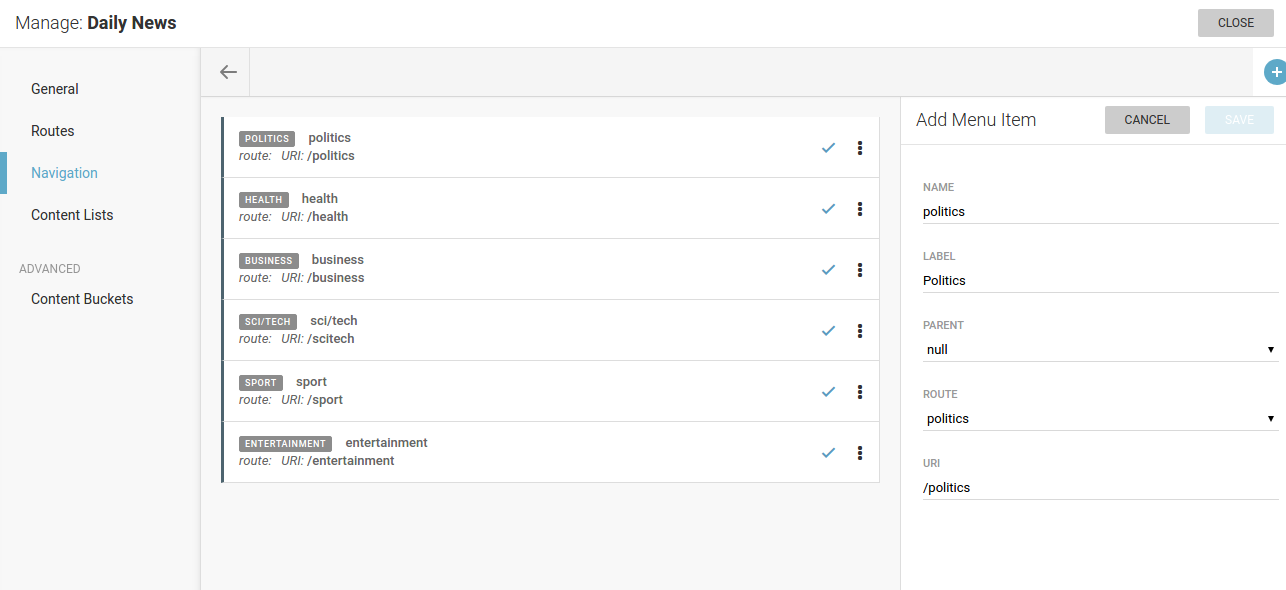 Manage: Daily News
CLOSE
General
Routes
Navigation
Content Lists
ADVANCED
Content Buckets
POLITICS politics
route: URI: /politics
HEALTH health
route: URI: /health
BUSINESS business
route: URI: /business
SCI/TECH sci/tech
route: URI: /scitech
SPORT sport
route: URI: /sport
ENTERTAINMENT entertainment
route: URI: /entertainment
Add Menu Item CANCEL SAVE
NAME
politics
LABEL
Politics
PARENT
null
ROUTE
politics
URI
/politics